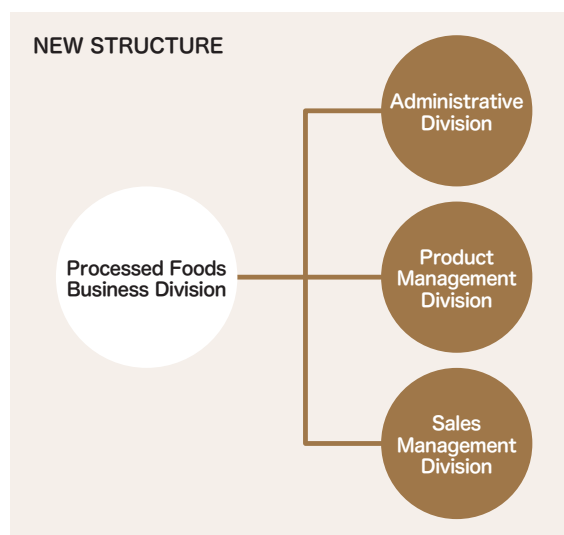 NEW STRUCTURE
Administrative
Division
Processed Foods
Business Division
Product
Management
Division
Sales
Management
Division